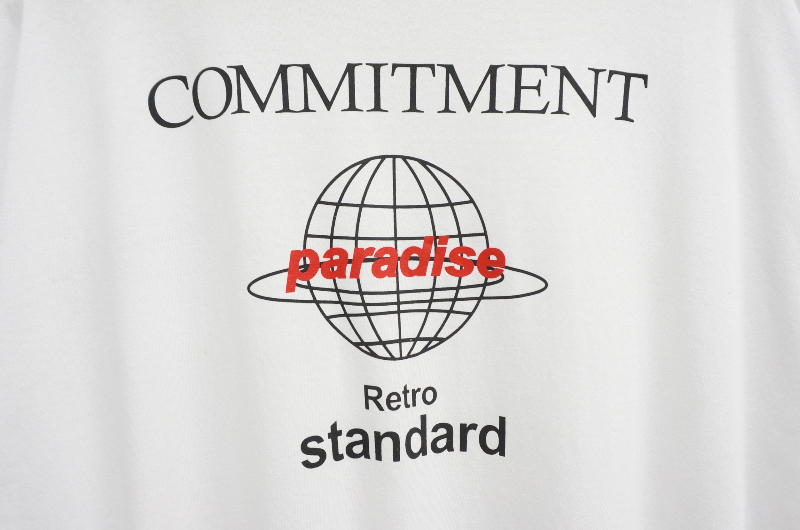 COMMITMENT
paradise
Retro
standard